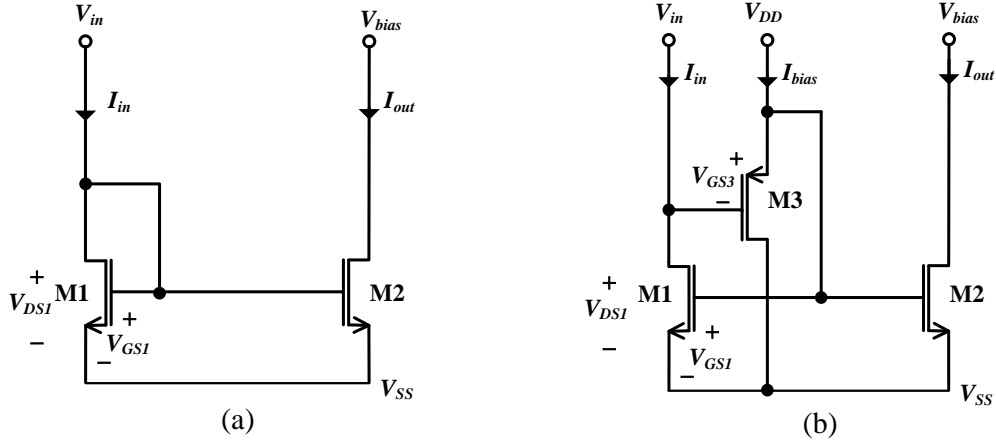 V_in
V_bias
I_in
I_out
+
V_DS1
−
M1
M2
+
V_GS1
−
V_SS
(a)
V_in
V_DD
V_bias
I_in
I_bias
I_out
+
V_GS3
−
M3
+
V_DS1
−
M1
M2
+
V_GS1
−
V_SS
(b)